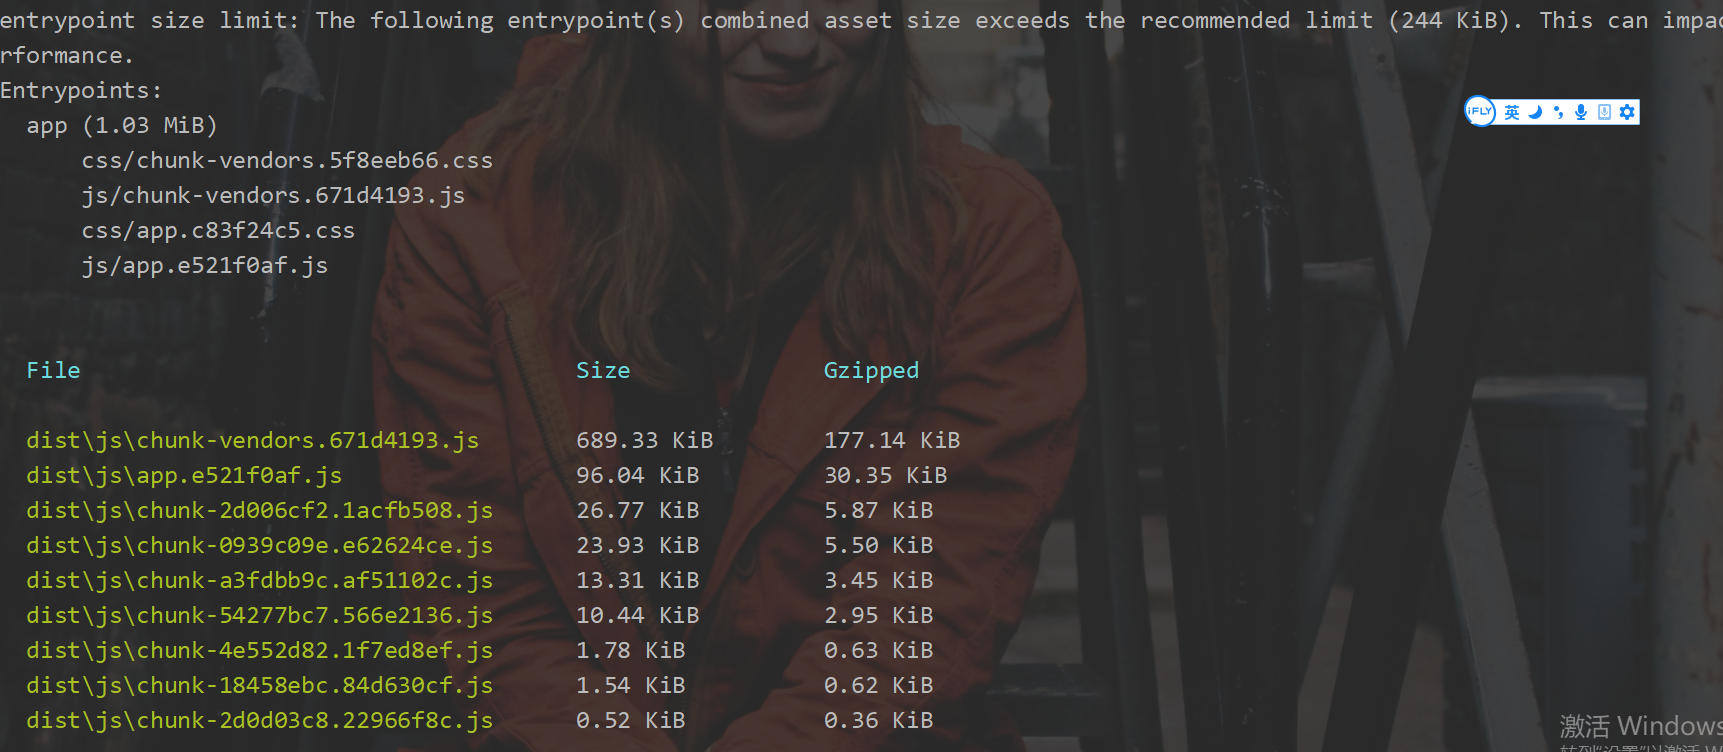 entrypoint size limit: The following entrypoint(s) combined asset size exceeds the recommended limit (244 KiB). This can
rformance.
Entrypoints:
app (1.03 MiB)
css/chunk-vendors.5f8eeb66.css
js/chunk-vendors.671d4193.js
css/app.c83f24c5.css
js/app.e521f0af.js
iFLY 英
File Size Gzipped
dist\js\chunk-vendors.671d4193.js 689.33 KiB 177.14 KiB
dist\js\app.e521f0af.js 96.04 KiB 30.35 KiB
dist\js\chunk-2d006cf2.1acfb508.js 26.77 KiB 5.87 KiB
dist\js\chunk-0939c09e.e62624ce.js 23.93 KiB 5.50 KiB
dist\js\chunk-a3fdbb9c.af51102c.js 13.31 KiB 3.45 KiB
dist\js\chunk-54277bc7.566e2136.js 10.44 KiB 2.95 KiB
dist\js\chunk-4e552d82.1f7ed8ef.js 1.78 KiB 0.63 KiB
dist\js\chunk-18458ebc.84d630cf.js 1.54 KiB 0.62 KiB
dist\js\chunk-2d0d03c8.22966f8c.js 0.52 KiB 0.36 KiB
激活 Windows